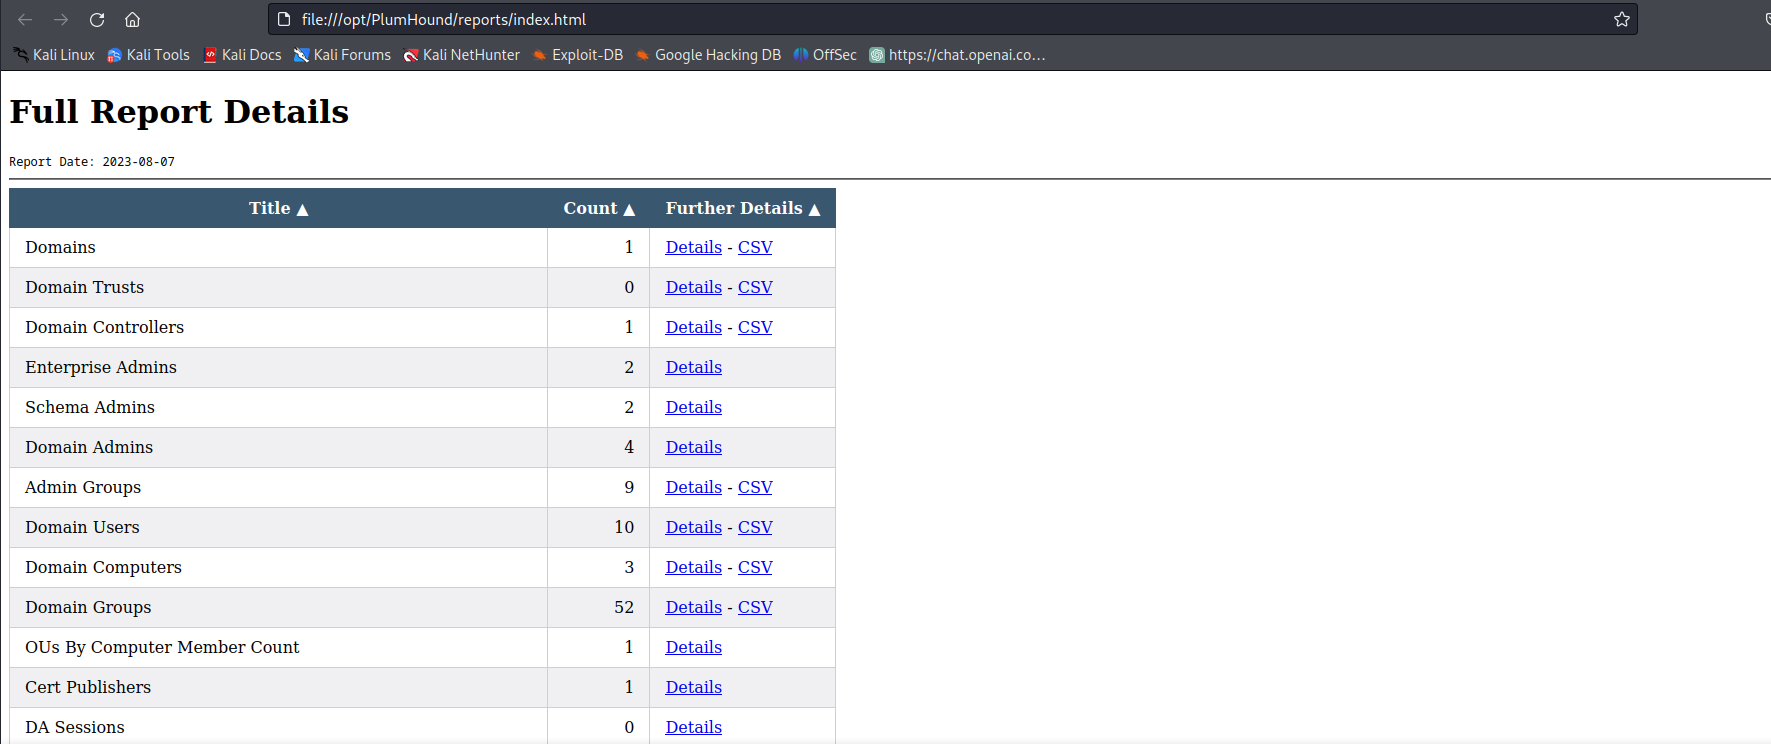 file:///opt/PlumHound/reports/index.html
Kali Linux Kali Tools Kali Docs Kali Forums Kali NetHunter Exploit-DB Google Hacking DB OffSec https://chat.openai.co…
Full Report Details
Report Date: 2023-08-07
Title ▲ Count ▲ Further Details ▲
Domains 1 Details - CSV
Domain Trusts 0 Details - CSV
Domain Controllers 1 Details - CSV
Enterprise Admins 2 Details
Schema Admins 2 Details
Domain Admins 4 Details
Admin Groups 9 Details - CSV
Domain Users 10 Details - CSV
Domain Computers 3 Details - CSV
Domain Groups 52 Details - CSV
OUs By Computer Member Count 1 Details
Cert Publishers 1 Details
DA Sessions 0 Details